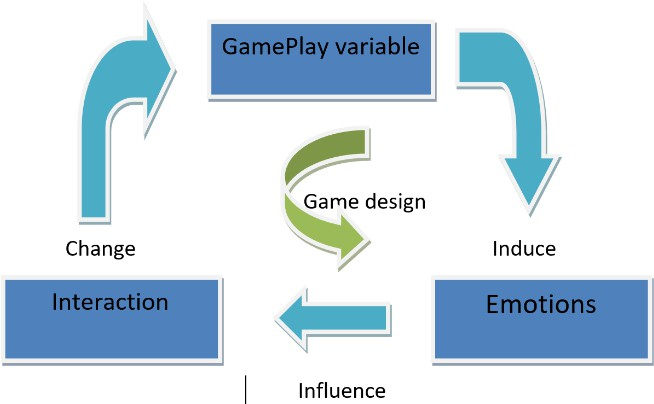 GamePlay variable
Game design
Change
Induce
Interaction
Emotions
Influence